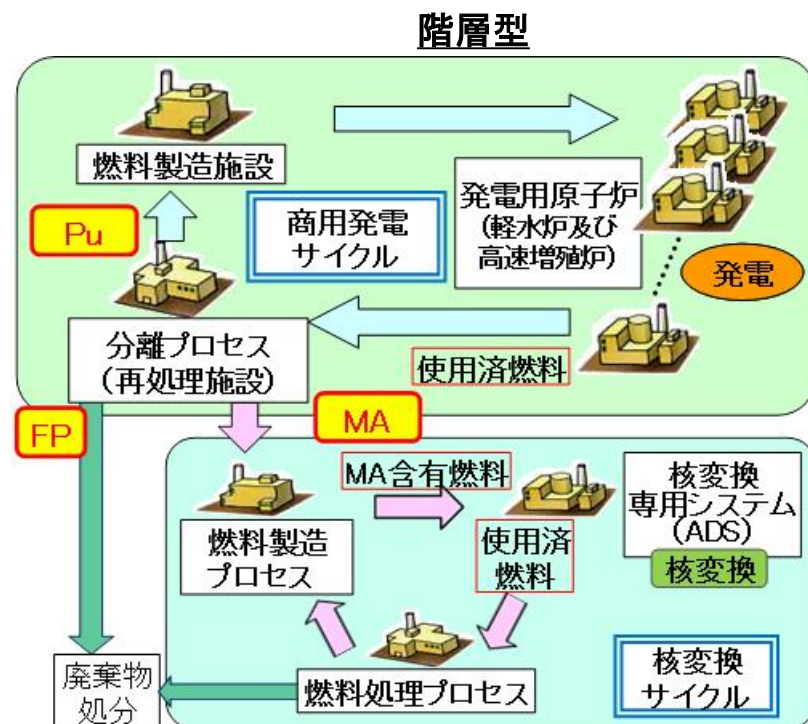 階層型
燃料製造施設
Pu
商用発電
サイクル
発電用原子炉
(軽水炉及び
高速増殖炉)
発電
分離プロセス
(再処理施設)
使用済燃料
FP
MA
MA含有燃料
核変換
専用システム
(ADS)
核変換
燃料製造
プロセス
使用済
燃料
燃料処理プロセス
核変換
サイクル
廃棄物
処分